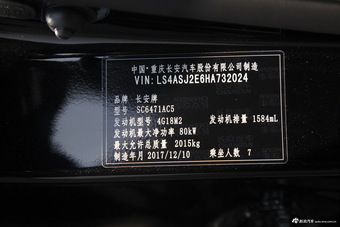 中国·重庆长安汽车股份有限公司制造
VIN: LS4ASJ2E6HA732024
品牌 长安牌
型号 SC6471AC5
发动机型号 4G18M2 发动机排量 1584mL
发动机最大净功率 80kW
最大允许总质量 2015kg
制造年月 2017/12/10 乘坐人数 7